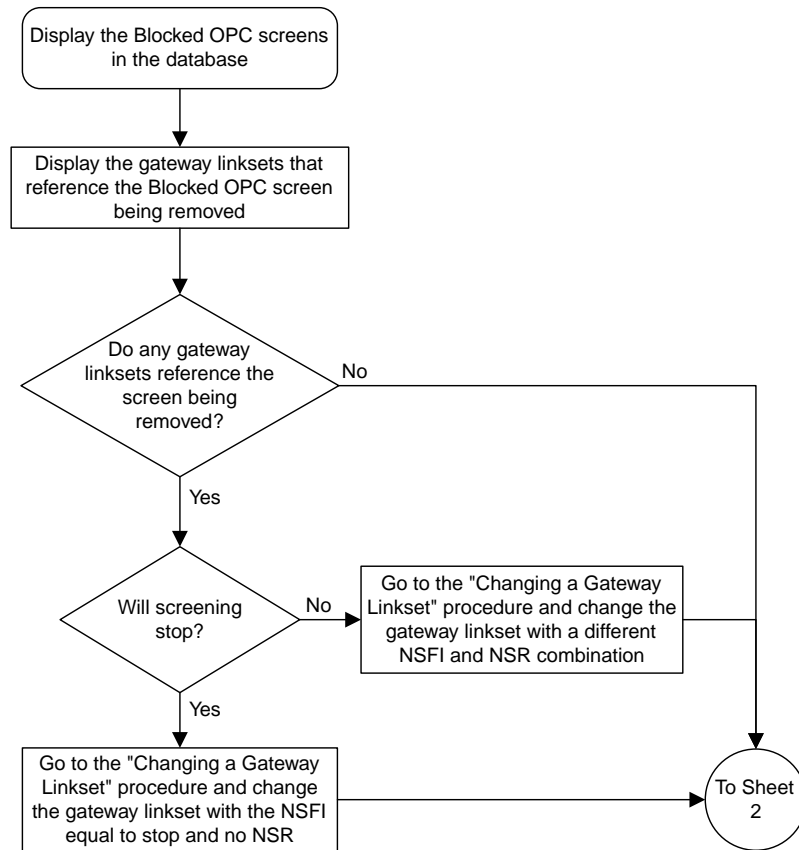 Display the Blocked OPC screens
in the database
Display the gateway linksets that
reference the Blocked OPC screen
being removed
Do any gateway
linksets reference the
screen being
removed?
No
Yes
Will screening
stop?
No
Go to the "Changing a Gateway
Linkset" procedure and change the
gateway linkset with a different
NSFI and NSR combination
Yes
Go to the "Changing a Gateway
Linkset" procedure and change
the gateway linkset with the NSFI
equal to stop and no NSR
To Sheet
2